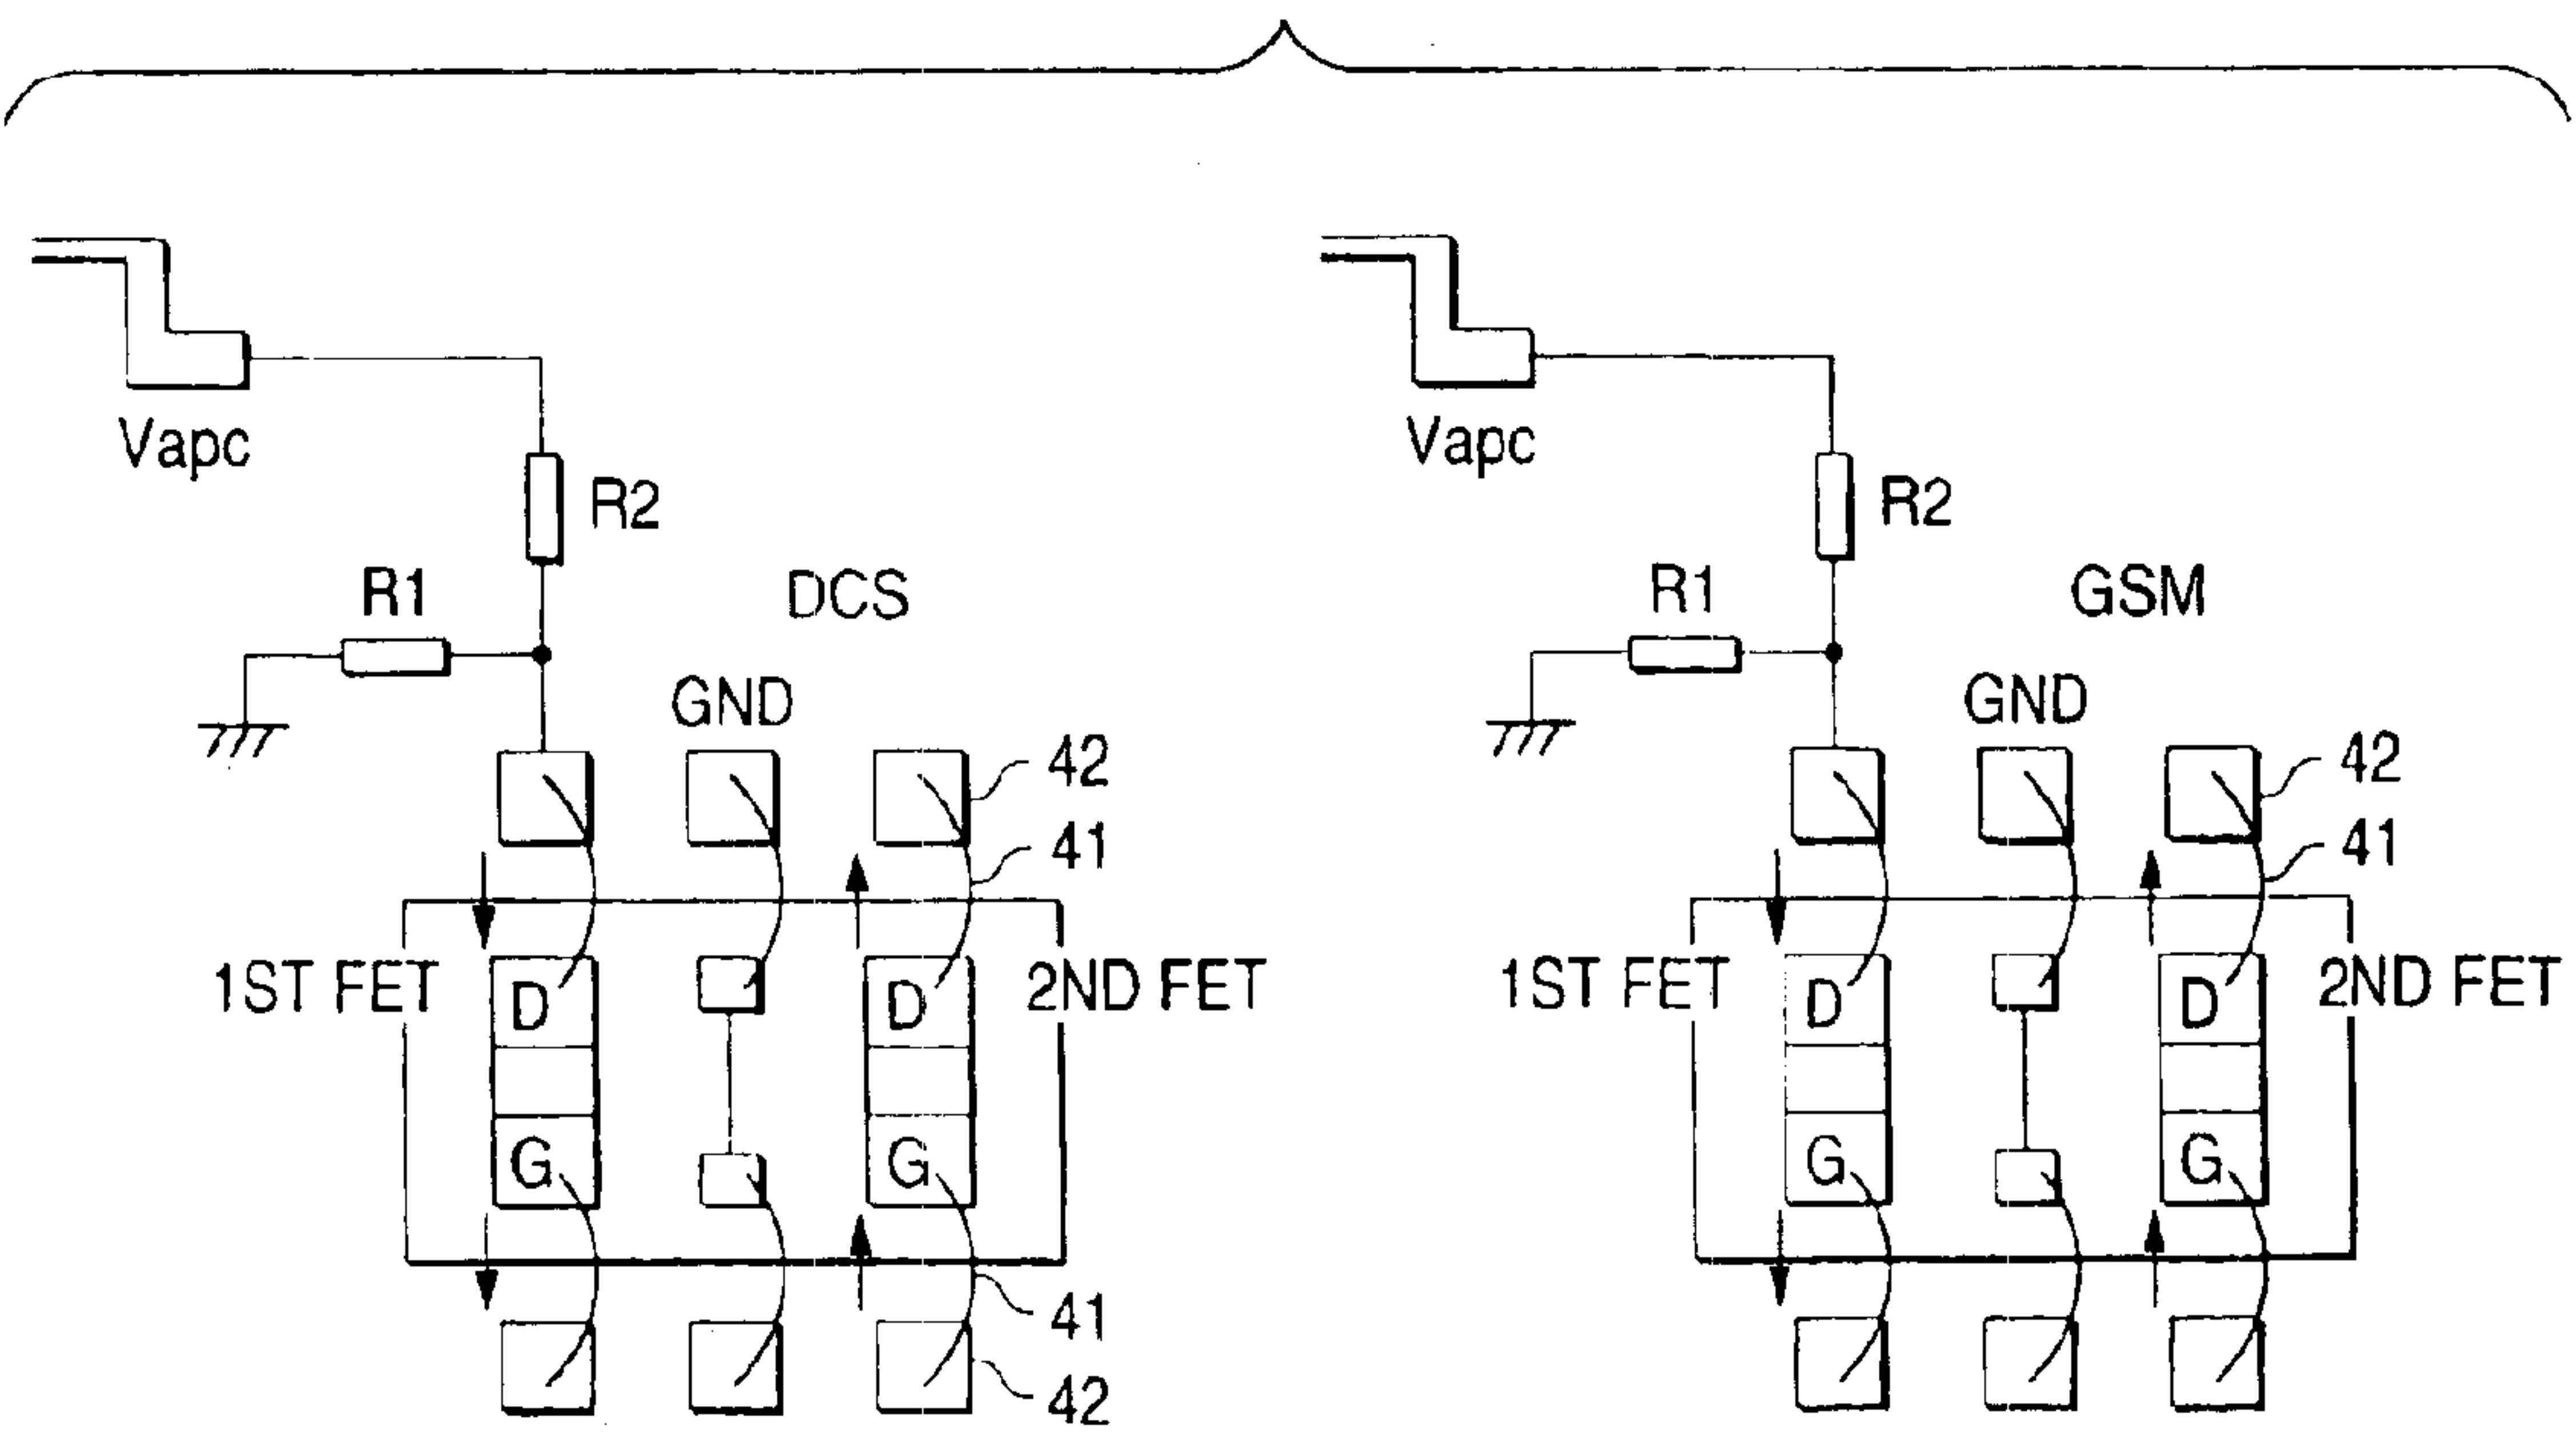 Vapc
R2
R1
DCS
GND
42
41
1ST FET
D
D
2ND FET
G
G
41
42
Vapc
R2
R1
GSM
GND
42
41
1ST FET
D
D
2ND FET
G
G